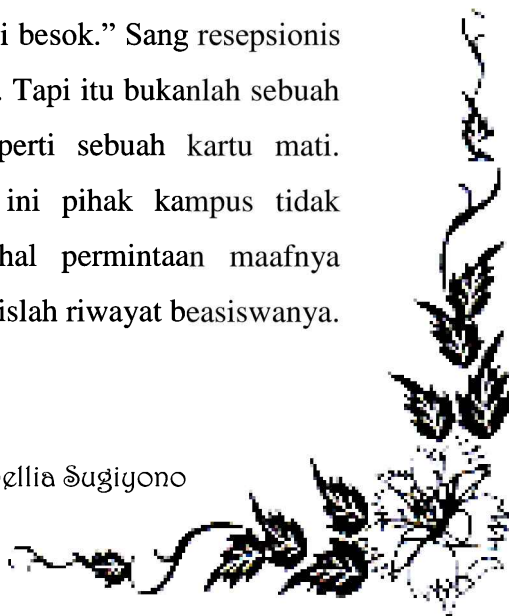 i besok.” Sang resepsionis
. Tapi itu bukanlah sebuah
perti sebuah kartu mati.
ini pihak kampus tidak
hal permintaan maafnya
islah riwayat beasiswanya.
ellia Sugiyono